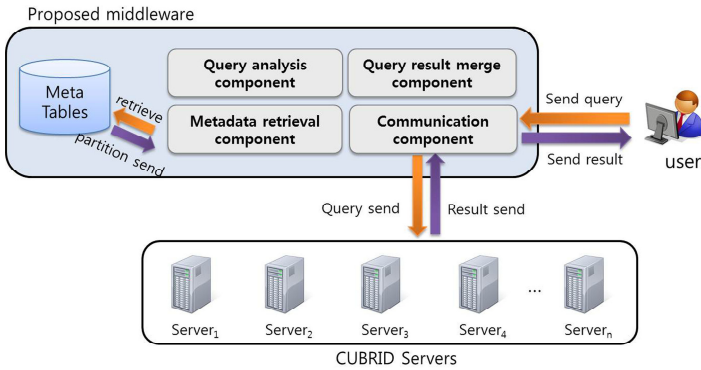 Proposed middleware
Meta
Tables
retrieve
partition send
Query analysis
component
Query result merge
component
Metadata retrieval
component
Communication
component
Send query
Send result
user
Query send
Result send
Server₁
Server₂
Server₃
Server₄
...
Serverₙ
CUBRID Servers